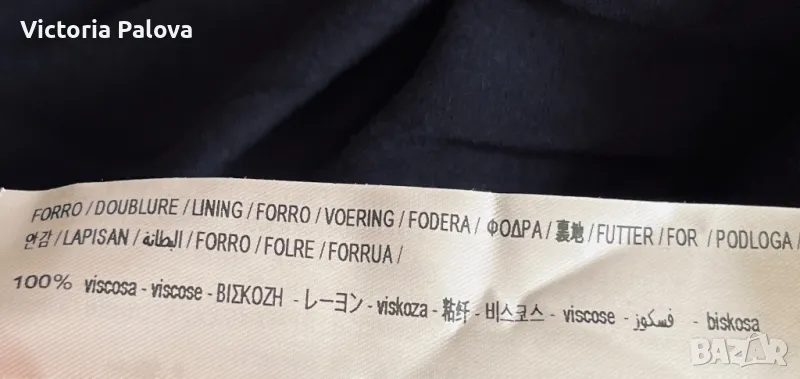 Victoria Palova
FORRO / DOUBLURE / LINING / FORRO / VOERING / FODERA / ΦΟΔΡΑ / 裏地 / FUTTER / FOR / PODLOGA /
안감 / LAPISAN / البطانة / FORRO / FOLRE / FORRUA /
100% viscosa - viscose - ΒΙΣΚΟΖΗ - レーヨン - viskoza - 粘纤 - 비스코스 - viscose - فسكوز - biskosa
BAZAR